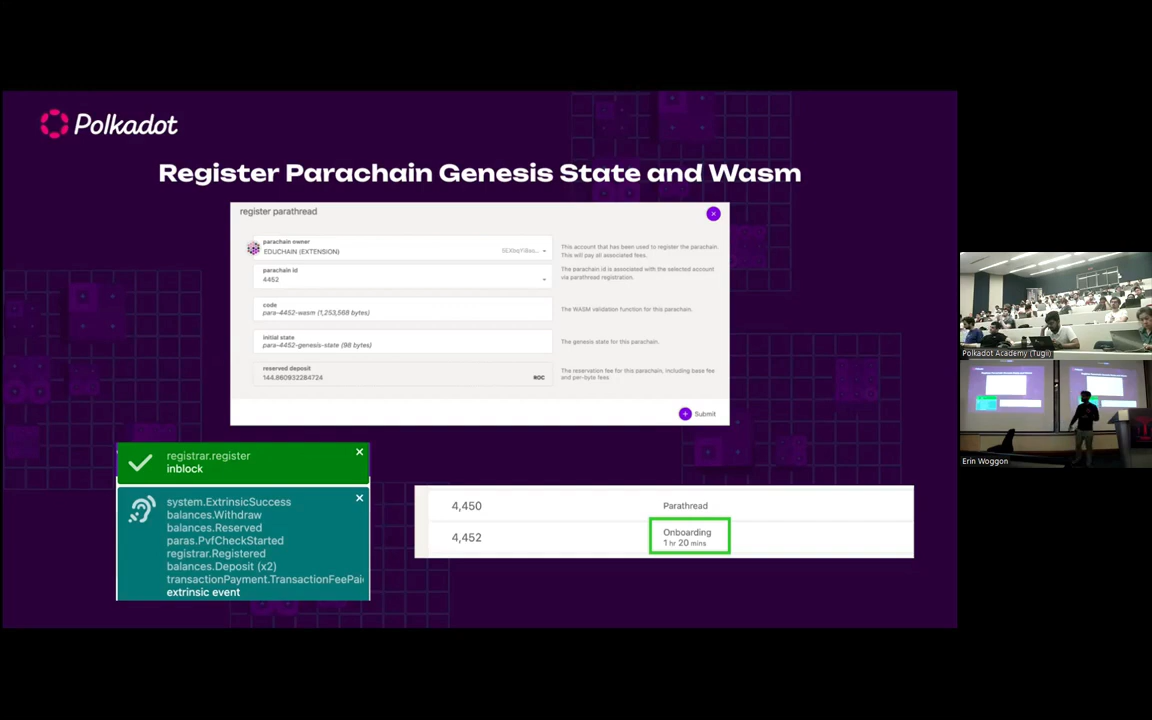 Polkadot
Register Parachain Genesis State and Wasm
register parathread
parachain owner
EDUCHAIN (EXTENSION)
This account that has been used to register the parachain.
This will pay all associated fees.
parachain id
4452
The parachain id is associated with the selected account
via parathread registration.
code
para-4452-wasm (1,253,568 bytes)
The WASM validation function for this parachain.
initial state
para-4452-genesis-state (98 bytes)
The genesis state for this parachain.
reserved deposit
144.860932284724
ROC
The reservation fee for this parachain, including base fee
and per-byte fees
Submit
registrar.register
inblock
system.ExtrinsicSuccess
balances.Withdraw
balances.Reserved
paras.PvfCheckStarted
registrar.Registered
balances.Deposit (x2)
transactionPayment.TransactionFeePai
extrinsic event
4,450
Parathread
4,452
Onboarding
1 hr 20 mins
Polkadot Academy (Tugii)
Erin Woggon